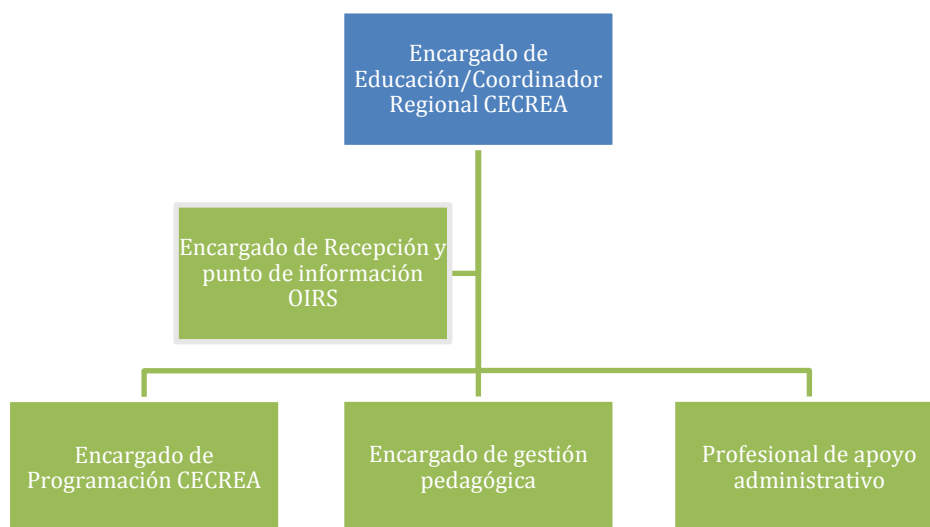 Encargado de
Educación/Coordinador
Regional CECREA
Encargado de Recepción y
punto de información
OIRS
Encargado de
Programación CECREA
Encargado de gestión
pedagógica
Profesional de apoyo
administrativo